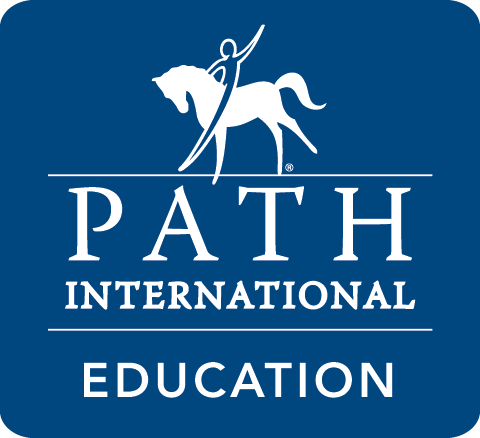 ®
PATH
INTERNATIONAL
EDUCATION